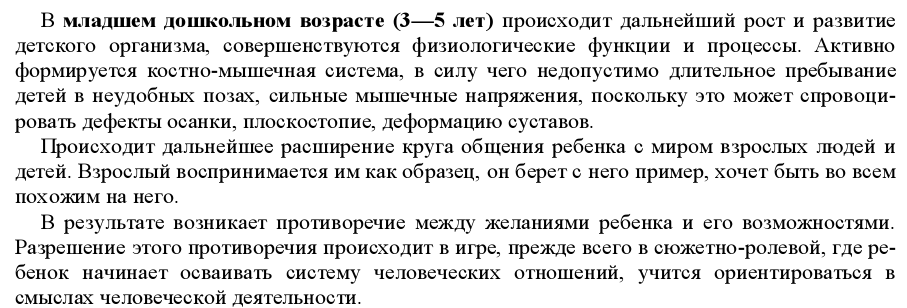 В младшем дошкольном возрасте (3—5 лет) происходит дальнейший рост и развитие
детского организма, совершенствуются физиологические функции и процессы. Активно
формируется костно-мышечная система, в силу чего недопустимо длительное пребывание
детей в неудобных позах, сильные мышечные напряжения, поскольку это может спровоци-
ровать дефекты осанки, плоскостопие, деформацию суставов.
Происходит дальнейшее расширение круга общения ребенка с миром взрослых людей и
детей. Взрослый воспринимается им как образец, он берет с него пример, хочет быть во всем
похожим на него.
В результате возникает противоречие между желаниями ребенка и его возможностями.
Разрешение этого противоречия происходит в игре, прежде всего в сюжетно-ролевой, где ре-
бенок начинает осваивать систему человеческих отношений, учится ориентироваться в
смыслах человеческой деятельности.